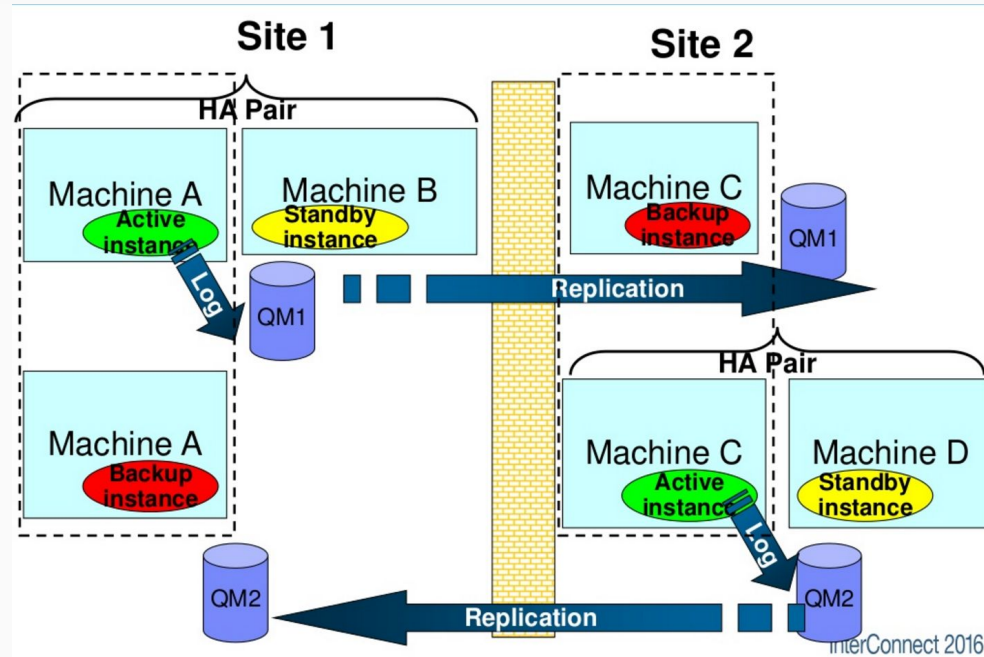 Site 1
Site 2
HA Pair
Machine A
Active
instance
Machine B
Standby
instance
Machine C
Backup
instance
QM1
Log
QM1
Replication
HA Pair
Machine A
Backup
instance
Machine C
Active
instance
Machine D
Standby
instance
Log
QM2
QM2
Replication
InterConnect 2016